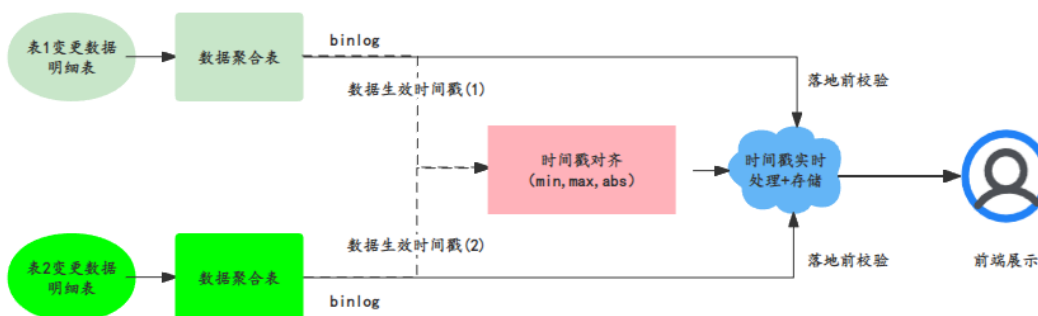 表1变更数据
明细表
数据聚合表
binlog
数据生效时间戳(1)
落地前校验
时间戳对齐
(min,max,abs)
时间戳实时
处理+存储
数据生效时间戳(2)
表2变更数据
明细表
数据聚合表
binlog
落地前校验
前端展示